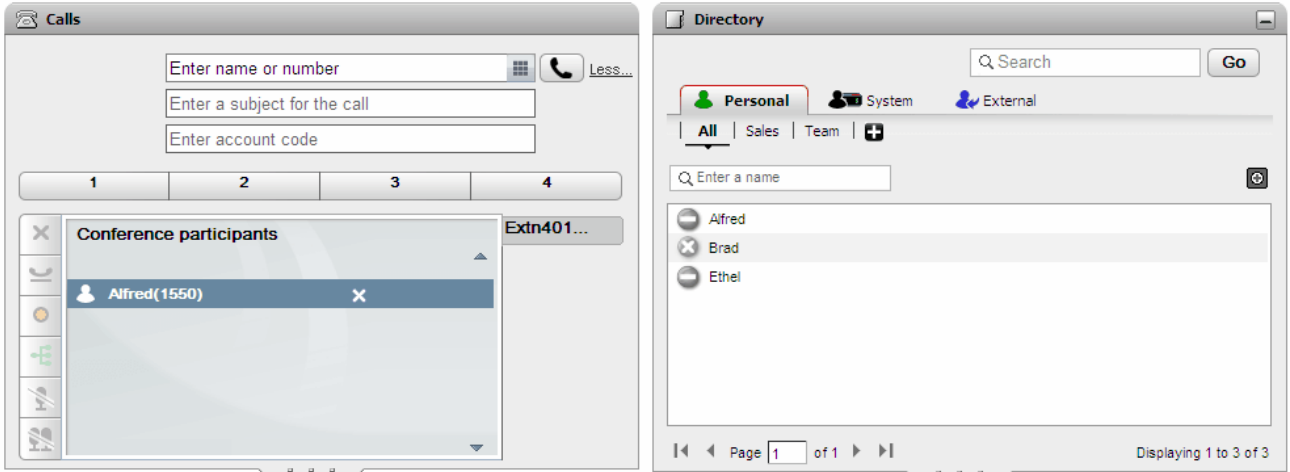 Calls
Enter name or number
Less...
Enter a subject for the call
Enter account code
1 2 3 4
Conference participants
Extn401...
Alfred(1550)
Directory
Search
Go
Personal System External
All Sales Team
Enter a name
Alfred
Brad
Ethel
Page 1 of 1
Displaying 1 to 3 of 3